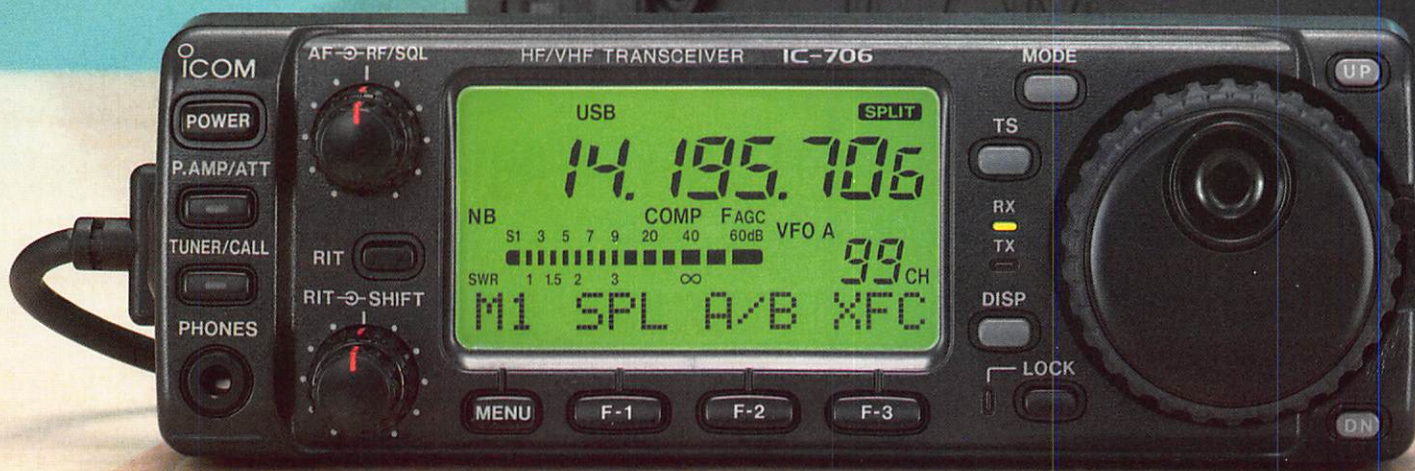 ICOM
AF RF/SQL
HF/VHF TRANSCEIVER IC-706
MODE
UP
POWER
USB SPLIT
TS
14.195.706
P.AMP/ATT
NB COMP FAGC
S1 3 5 7 9 20 40 60dB VFO A
RX
TUNER/CALL
RIT
99 CH
TX
SWR 1 1.5 2 3 ∞
RIT SHIFT
M1 SPL A/B XFC
DISP
PHONES
LOCK
MENU F-1 F-2 F-3
DN